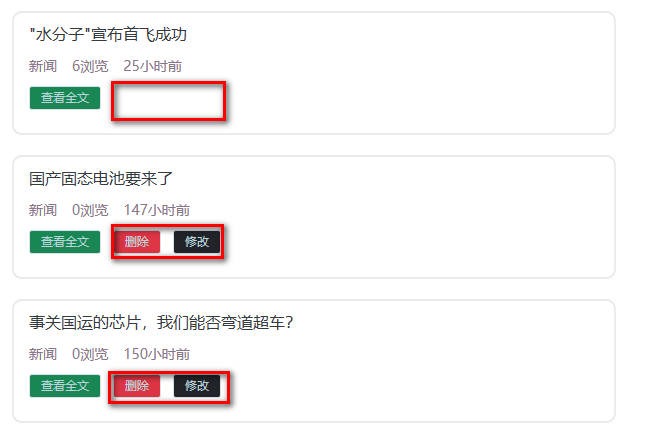 "水分子"宣布首飞成功
新闻 6浏览 25小时前
查看全文
国产固态电池要来了
新闻 0浏览 147小时前
查看全文 删除 修改
事关国运的芯片，我们能否弯道超车？
新闻 0浏览 150小时前
查看全文 删除 修改